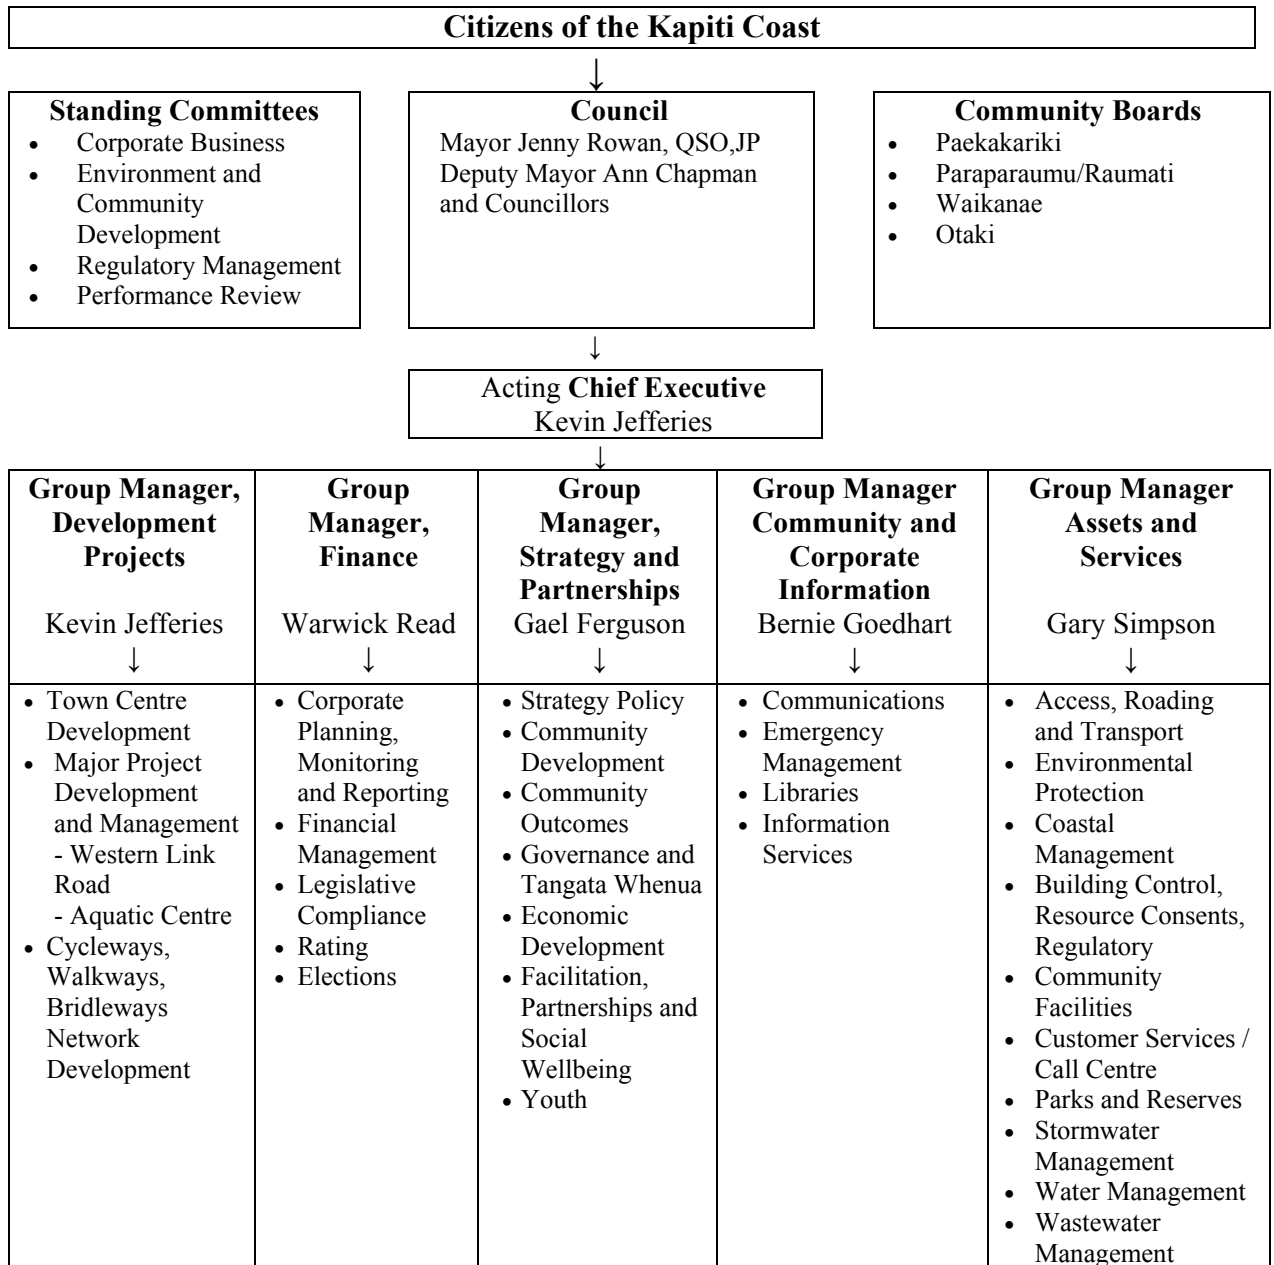 Citizens of the Kapiti Coast
↓
Standing Committees
• Corporate Business
• Environment and
Community
Development
• Regulatory Management
• Performance Review
Council
Mayor Jenny Rowan, QSO,JP
Deputy Mayor Ann Chapman
and Councillors
Community Boards
• Paekakariki
• Paraparaumu/Raumati
• Waikanae
• Otaki
↓
Acting Chief Executive
Kevin Jefferies
↓
Group Manager,
Development
Projects
Kevin Jefferies
↓
• Town Centre
Development
• Major Project
Development
and Management
- Western Link
Road
- Aquatic Centre
• Cycleways,
Walkways,
Bridleways
Network
Development
Group
Manager,
Finance
Warwick Read
↓
• Corporate
Planning,
Monitoring
and Reporting
• Financial
Management
• Legislative
Compliance
• Rating
• Elections
Group
Manager,
Strategy and
Partnerships
Gael Ferguson
↓
• Strategy Policy
• Community
Development
• Community
Outcomes
• Governance and
Tangata Whenua
• Economic
Development
• Facilitation,
Partnerships and
Social
Wellbeing
• Youth
Group Manager
Community and
Corporate
Information
Bernie Goedhart
↓
• Communications
• Emergency
Management
• Libraries
• Information
Services
Group Manager
Assets and
Services
Gary Simpson
↓
• Access, Roading
and Transport
• Environmental
Protection
• Coastal
Management
• Building Control,
Resource Consents,
Regulatory
• Community
Facilities
• Customer Services /
Call Centre
• Parks and Reserves
• Stormwater
Management
• Water Management
• Wastewater
Management